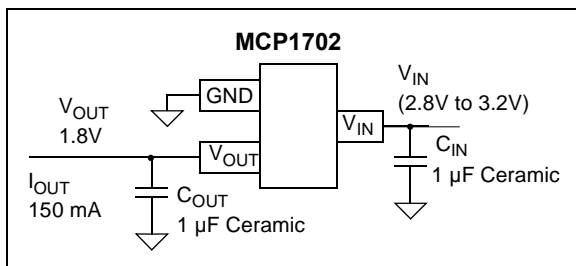 MCP1702
GND
V_IN
(2.8V to 3.2V)
V_OUT
1.8V
V_IN
V_OUT
C_IN
1 µF Ceramic
I_OUT
150 mA
C_OUT
1 µF Ceramic